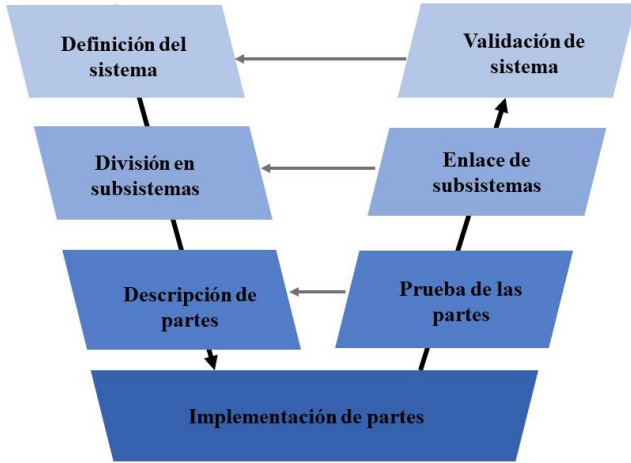 Definición del
sistema
Validación de
sistema
División en
subsistemas
Enlace de
subsistemas
Descripción de
partes
Prueba de las
partes
Implementación de partes